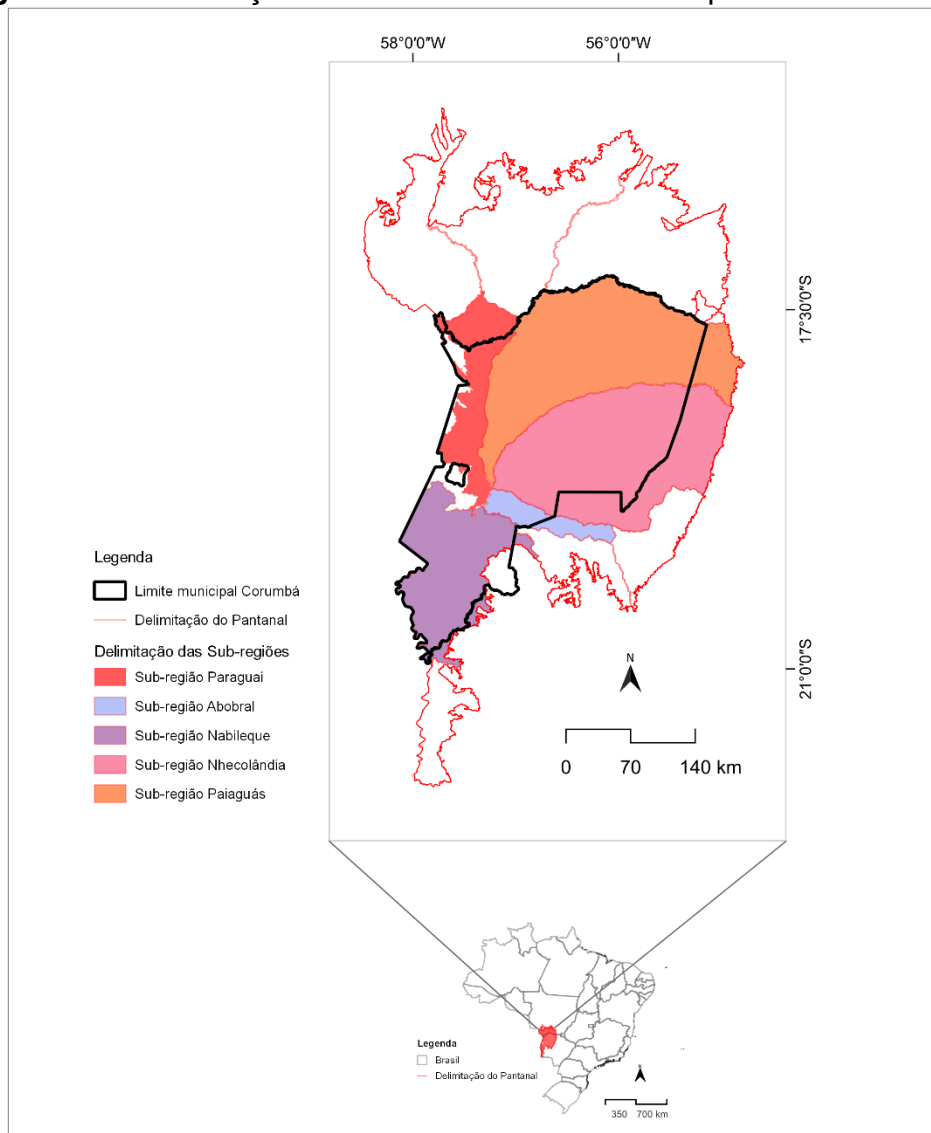 58°0'0"W 56°0'0"W
17°30'0"S
Legenda
Limite municipal Corumbá
Delimitação do Pantanal
Delimitação das Sub-regiões
Sub-região Paraguai
Sub-região Abobral
Sub-região Nabileque
Sub-região Nhecolândia
Sub-região Paiaguás
21°0'0"S
N
0 70 140 km
Legenda
Brasil
Delimitação do Pantanal
350 700 km